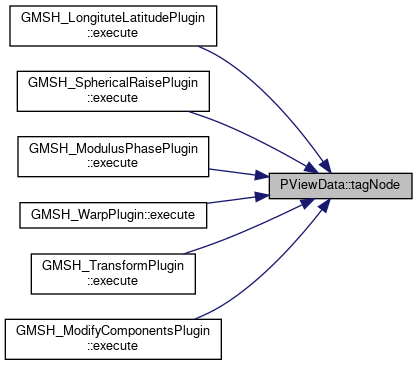 GMSH_LongituteLatitudePlugin
::execute
GMSH_SphericalRaisePlugin
::execute
GMSH_ModulusPhasePlugin
::execute
PViewData::tagNode
GMSH_WarpPlugin::execute
GMSH_TransformPlugin
::execute
GMSH_ModifyComponentsPlugin
::execute